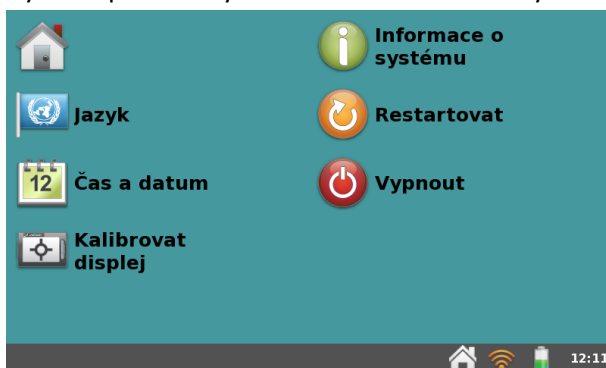 Informace o
systému
Jazyk
Restartovat
12
Čas a datum
Vypnout
Kalibrovat
displej
12:11